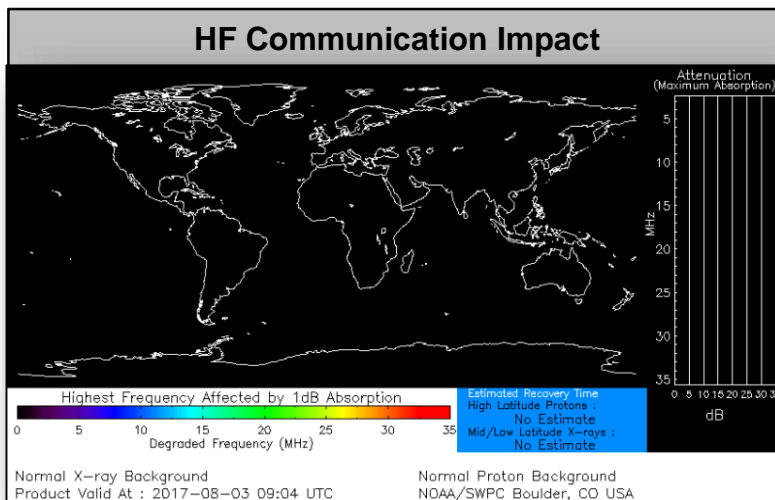 HF Communication Impact
Attenuation
(Maximum Absorption)
5
10
15
20
25
30
35
MHz
0 5 10 15 20 25 30 3
dB
Highest Frequency Affected by 1dB Absorption
0 5 10 15 20 25 30 35
Degraded Frequency (MHz)
Estimated Recovery Time
High Latitude Protons :
No Estimate
Mid/Low Latitude X-rays :
No Estimate
Normal X-ray Background
Product Valid At : 2017-08-03 09:04 UTC
Normal Proton Background
NOAA/SWPC Boulder, CO USA